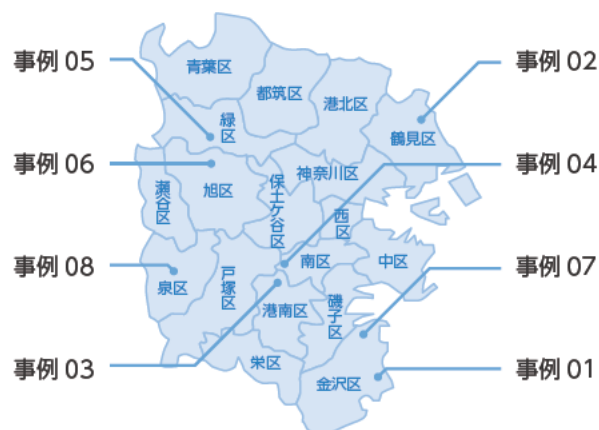 事例 05
事例 02
青葉区
都筑区
港北区
緑区
鶴見区
事例 06
事例 04
神奈川区
瀬谷区
旭区
保土ケ谷区
西区
事例 08
事例 07
南区
中区
泉区
戸塚区
港南区
磯子区
事例 03
事例 01
栄区
金沢区